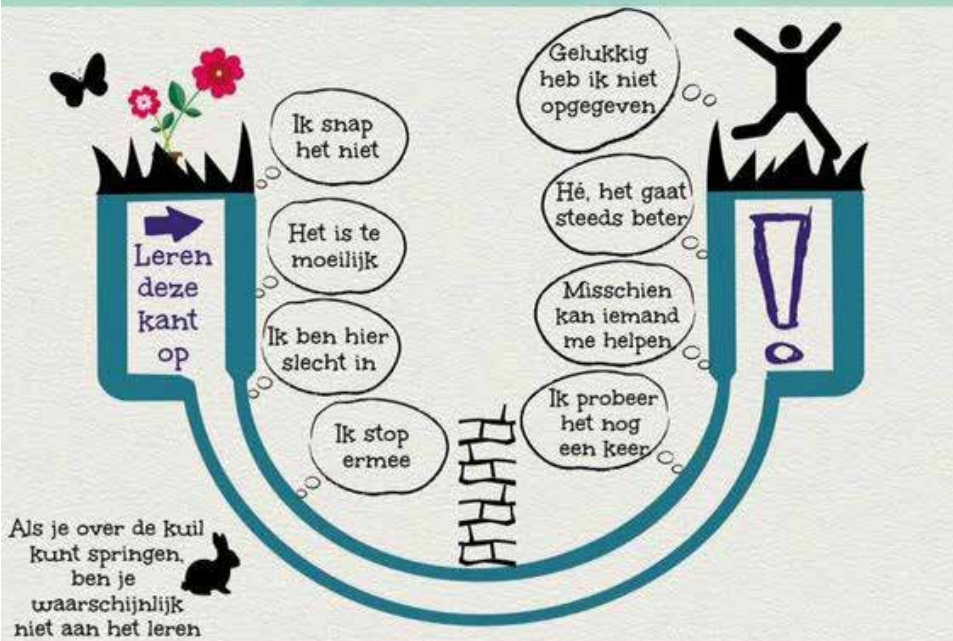 Leren
deze
kant
op
Ik snap
het niet
Het is te
moeilijk
Ik ben hier
slecht in
Ik stop
ermee
Ik probeer
het nog
een keer
Misschien
kan iemand
me helpen
Hé, het gaat
steeds beter
Gelukkig
heb ik niet
opgegeven
!
Als je over de kuil
kunt springen,
ben je
waarschijnlijk
niet aan het leren